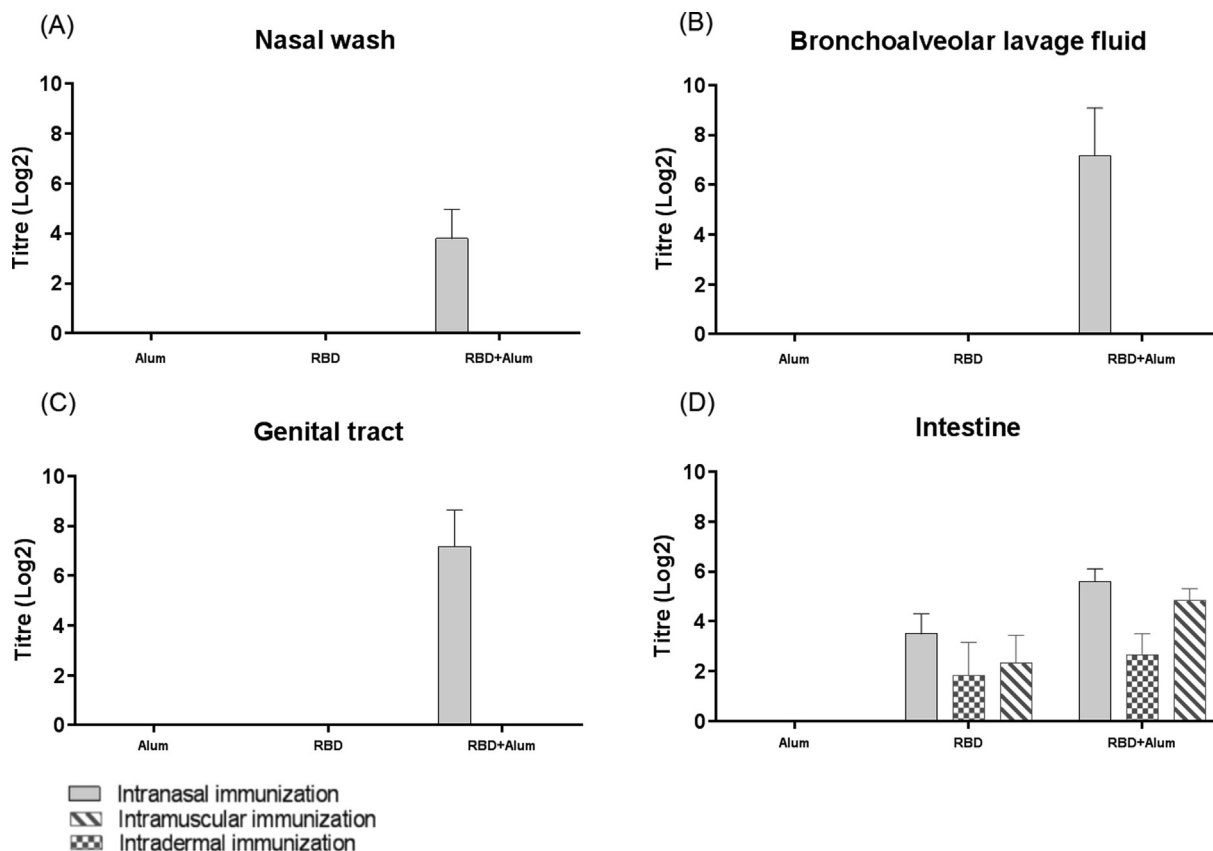 (A)
Nasal wash
Titre (Log2)
10
8
6
4
2
0
Alum RBD RBD+Alum
(B)
Bronchoalveolar lavage fluid
Titre (Log2)
10
8
6
4
2
0
Alum RBD RBD+Alum
(C)
Genital tract
Titre (Log2)
10
8
6
4
2
0
Alum RBD RBD+Alum
(D)
Intestine
Titre (Log2)
10
8
6
4
2
0
Alum RBD RBD+Alum
Intranasal immunization
Intramuscular immunization
Intradermal immunization